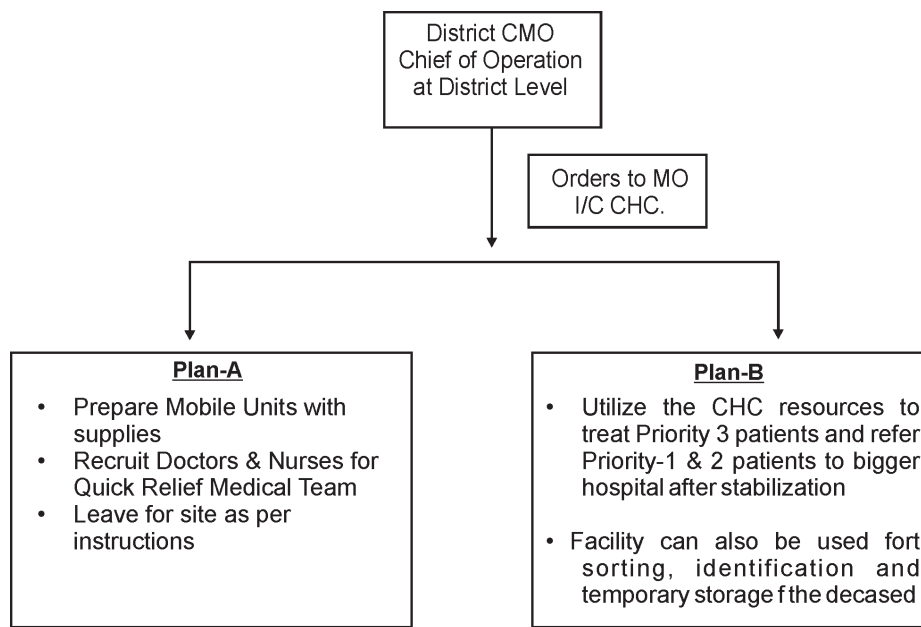 District CMO
Chief of Operation
at District Level
Orders to MO
I/C CHC.
Plan-A
• Prepare Mobile Units with
supplies
• Recruit Doctors & Nurses for
Quick Relief Medical Team
• Leave for site as per
instructions
Plan-B
• Utilize the CHC resources to
treat Priority 3 patients and refer
Priority-1 & 2 patients to bigger
hospital after stabilization
• Facility can also be used fort
sorting, identification and
temporary storage f the decased